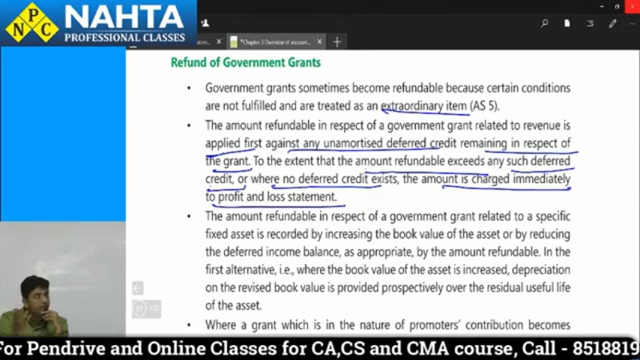 NPC
NAHTA
PROFESSIONAL CLASSES
*Chapter 3 Overview of account
Refund of Government Grants
• Government grants sometimes become refundable because certain conditions
are not fulfilled and are treated as an extraordinary item (AS 5).
• The amount refundable in respect of a government grant related to revenue is
applied first against any unamortised deferred credit remaining in respect of
the grant. To the extent that the amount refundable exceeds any such deferred
credit, or where no deferred credit exists, the amount is charged immediately
to profit and loss statement.
• The amount refundable in respect of a government grant related to a specific
fixed asset is recorded by increasing the book value of the asset or by reducing
the deferred income balance, as appropriate, by the amount refundable. In the
first alternative, i.e., where the book value of the asset is increased, depreciation
on the revised book value is provided prospectively over the residual useful life
of the asset.
• Where a grant which is in the nature of promoters' contribution becomes
For Pendrive and Online Classes for CA,CS and CMA course, Call - 8518819